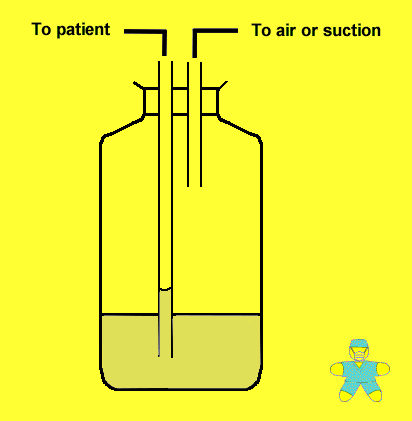 To patient
To air or suction